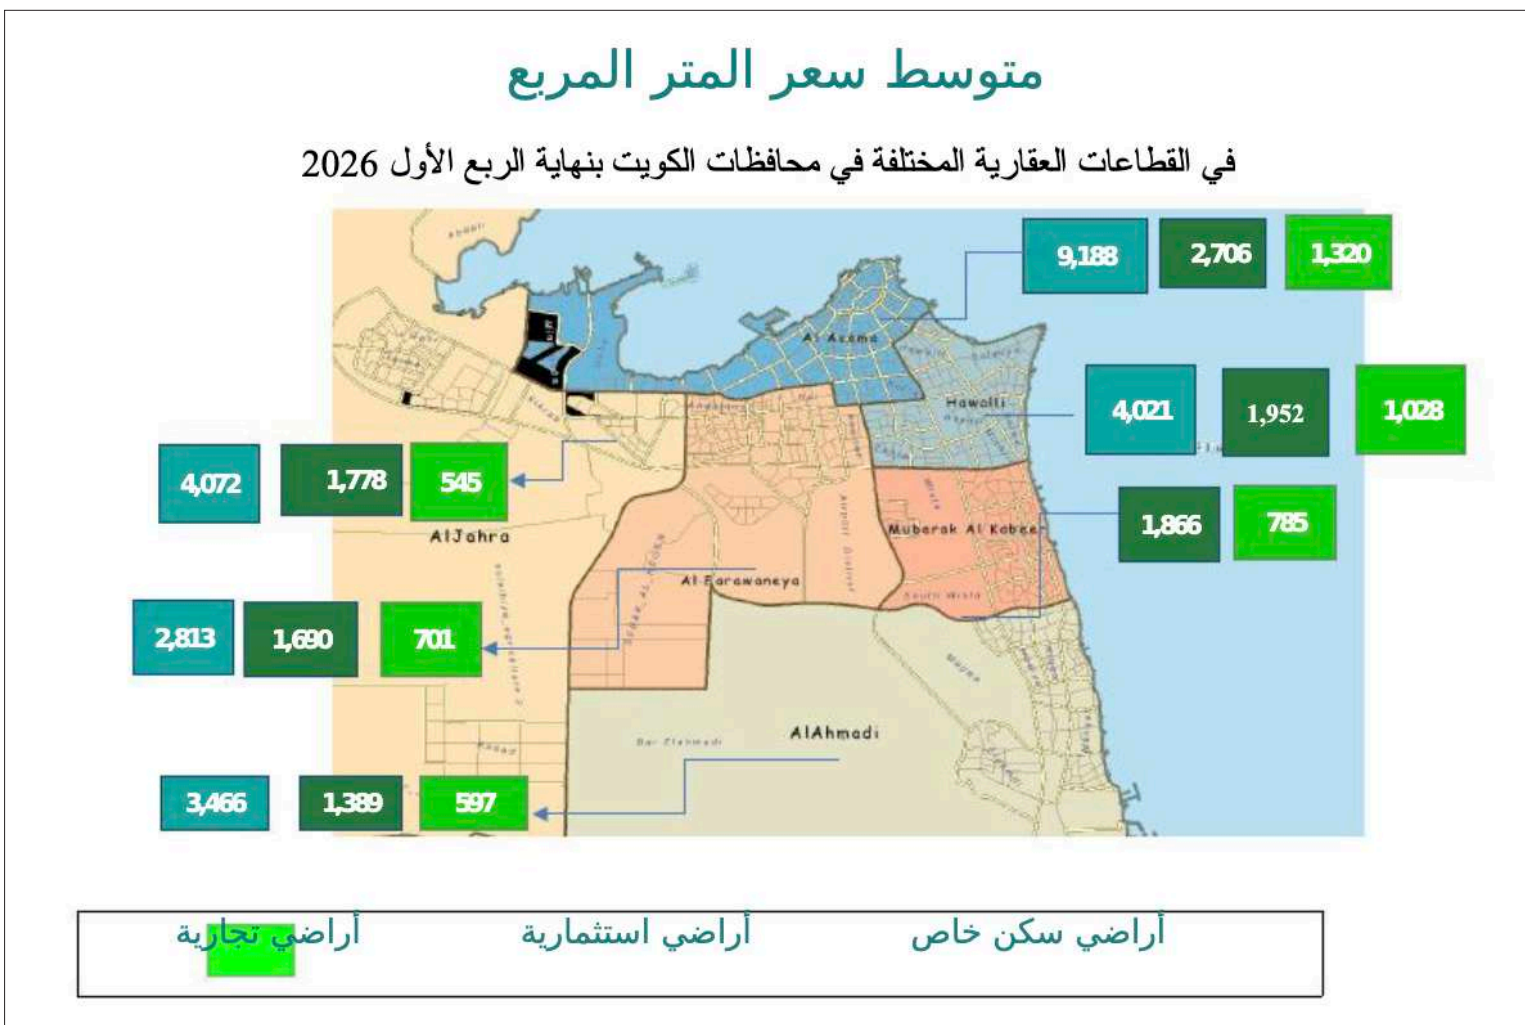 متوسط سعر المتر المربع
في القطاعات العقارية المختلفة في محافظات الكويت بنهاية الربع الأول 2026
9,188 2,706 1,320
Al Asema
Hawalli
4,021 1,952 1,028
4,072 1,778 545
AlJahra
1,866 785
Mubarak Al Kabeer
Al Farawaneya
South Wista
2,813 1,690 701
AlAhmadi
3,466 1,389 597
أراضي سكن خاص أراضي استثمارية أراضي تجارية